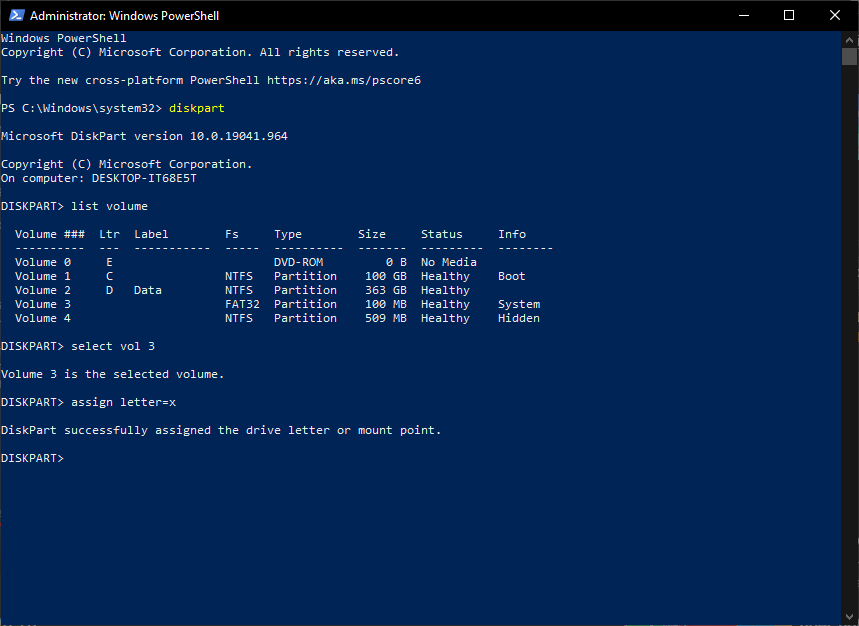 Administrator: Windows PowerShell
Windows PowerShell
Copyright (C) Microsoft Corporation. All rights reserved.
Try the new cross-platform PowerShell https://aka.ms/pscore6
PS C:\Windows\system32> diskpart
Microsoft DiskPart version 10.0.19041.964
Copyright (C) Microsoft Corporation.
On computer: DESKTOP-IT68E5T
DISKPART> list volume
  Volume ###  Ltr  Label        Fs     Type        Size     Status     Info
  ----------  ---  -----------  -----  ----------  -------  ---------  --------
  Volume 0     E                       DVD-ROM         0 B  No Media
  Volume 1     C                NTFS   Partition    100 GB  Healthy    Boot
  Volume 2     D   Data         NTFS   Partition    363 GB  Healthy
  Volume 3                      FAT32  Partition    100 MB  Healthy    System
  Volume 4                      NTFS   Partition    509 MB  Healthy    Hidden
DISKPART> select vol 3
Volume 3 is the selected volume.
DISKPART> assign letter=x
DiskPart successfully assigned the drive letter or mount point.
DISKPART>